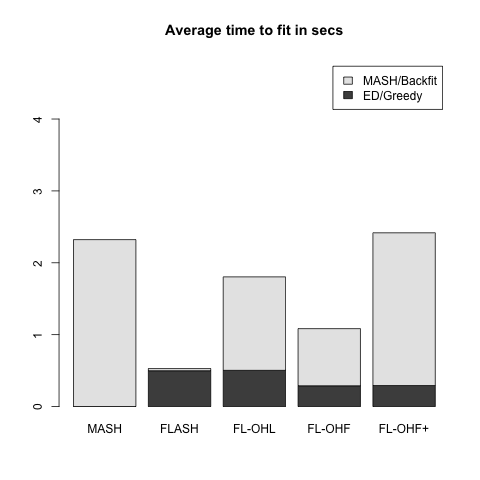 Average time to fit in secs
MASH/Backfit
ED/Greedy
4
3
2
1
0
MASH FLASH FL-OHL FL-OHF FL-OHF+